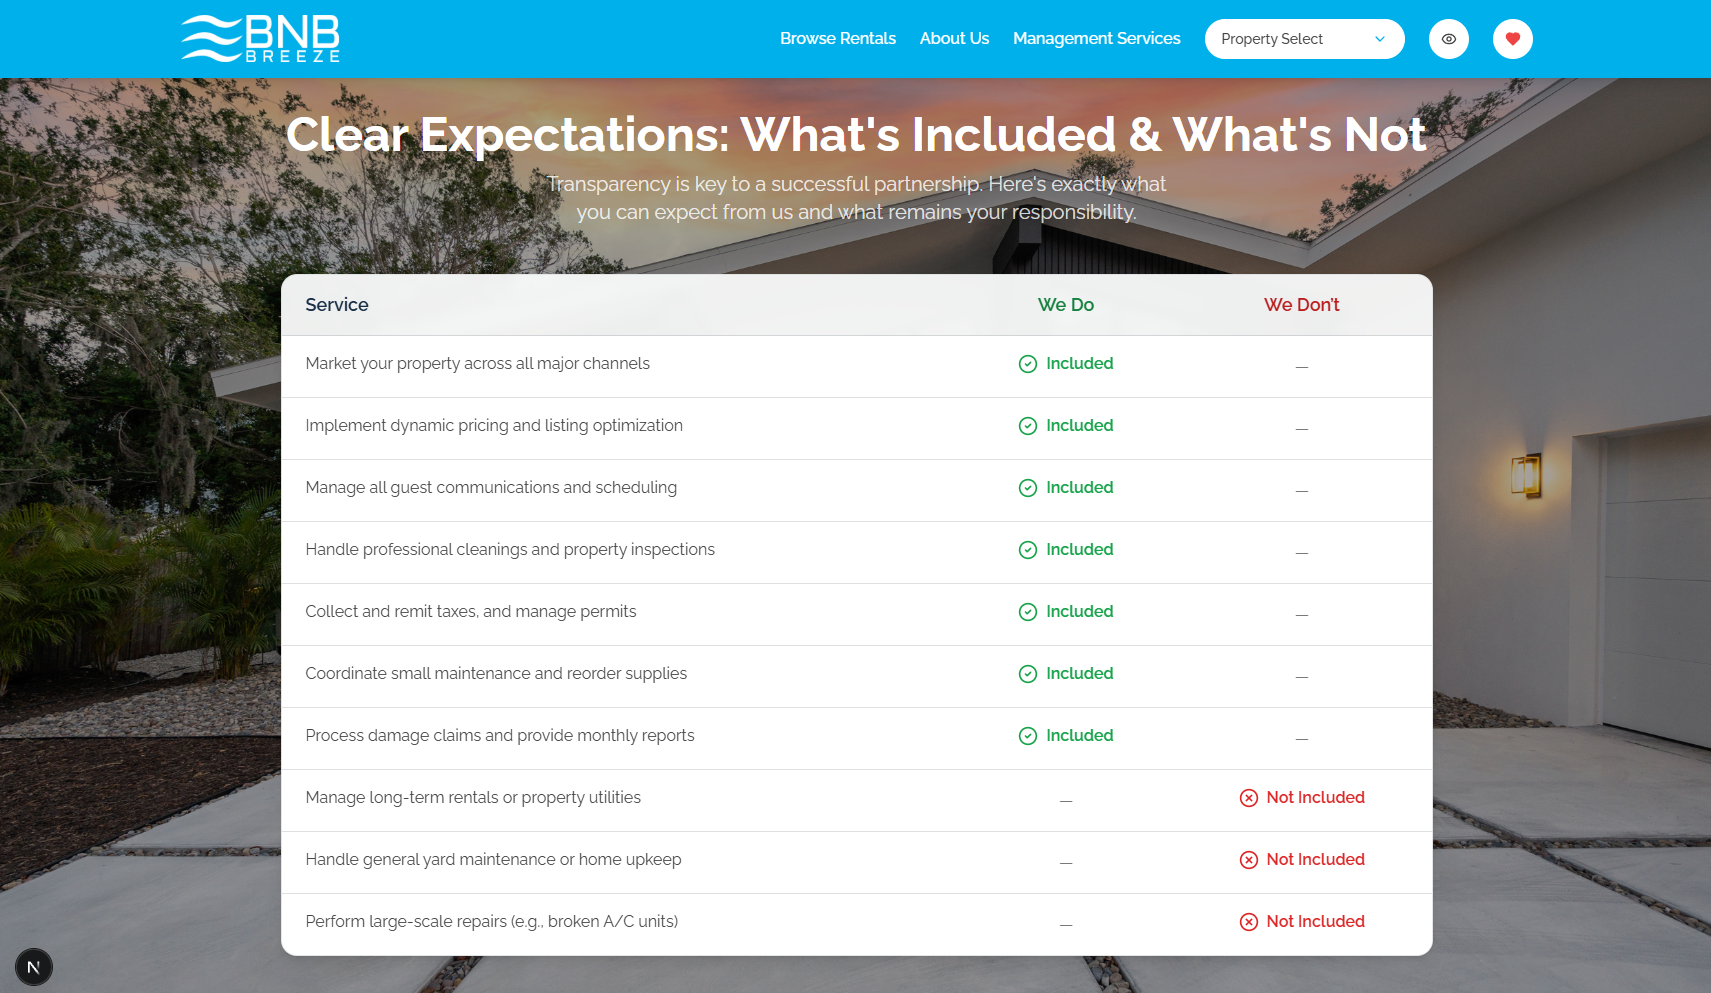 BNB
BREEZE
Browse Rentals
About Us
Management Services
Property Select
Clear Expectations: What's Included & What's Not
Transparency is key to a successful partnership. Here's exactly what
you can expect from us and what remains your responsibility.
Service We Do We Don't
Market your property across all major channels Included —
Implement dynamic pricing and listing optimization Included —
Manage all guest communications and scheduling Included —
Handle professional cleanings and property inspections Included —
Collect and remit taxes, and manage permits Included —
Coordinate small maintenance and reorder supplies Included —
Process damage claims and provide monthly reports Included —
Manage long-term rentals or property utilities — Not Included
Handle general yard maintenance or home upkeep — Not Included
Perform large-scale repairs (e.g., broken A/C units) — Not Included
N